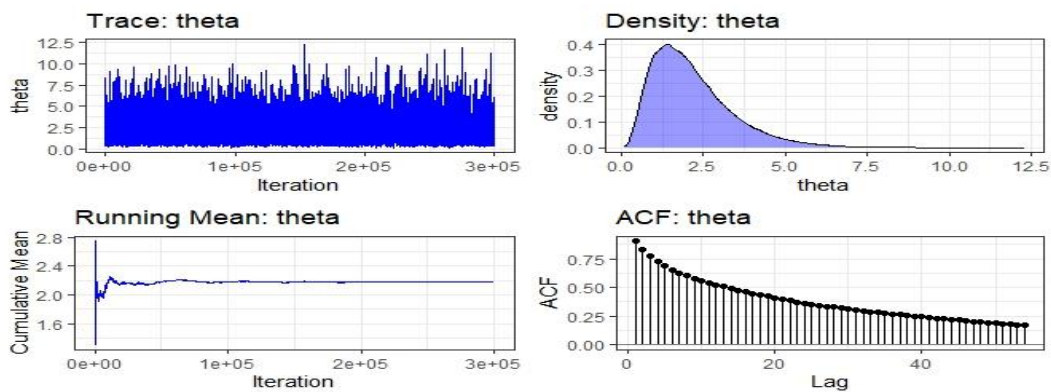 Trace: theta
12.5
10.0
7.5
5.0
2.5
0.0
theta
0e+00 1e+05 2e+05 3e+05
Iteration
Density: theta
0.4
0.3
0.2
0.1
0.0
density
0.0 2.5 5.0 7.5 10.0 12.5
theta
Running Mean: theta
2.8
2.4
2.0
1.6
Cumulative Mean
0e+00 1e+05 2e+05 3e+05
Iteration
ACF: theta
0.75
0.50
0.25
0.00
ACF
0 20 40
Lag